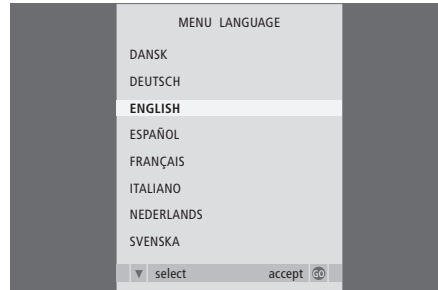 MENU LANGUAGE
DANSK
DEUTSCH
ENGLISH
ESPAÑOL
FRANÇAIS
ITALIANO
NEDERLANDS
SVENSKA
▼ select accept GO